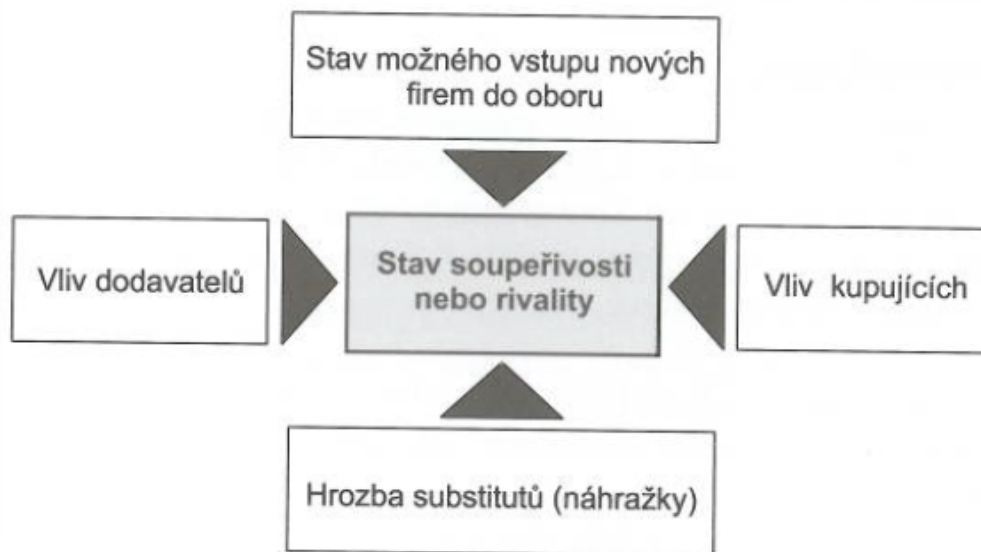 Stav možného vstupu nových
firem do oboru
Vliv dodavatelů
Stav soupeřivosti
nebo rivality
Vliv kupujících
Hrozba substitutů (náhražky)